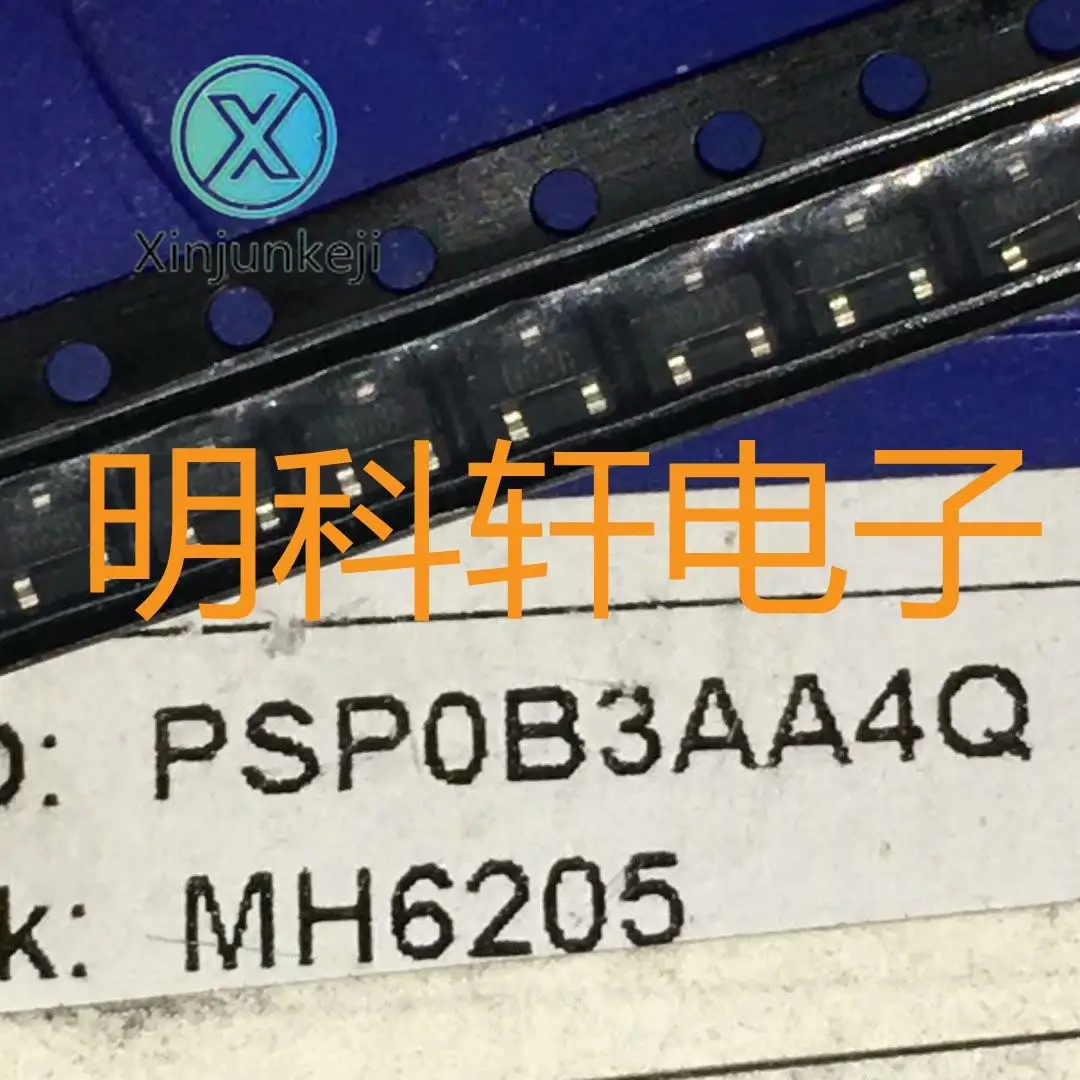 X
Xinjunkeji
明科轩电子
: PSP0B3AA4Q
k: MH6205